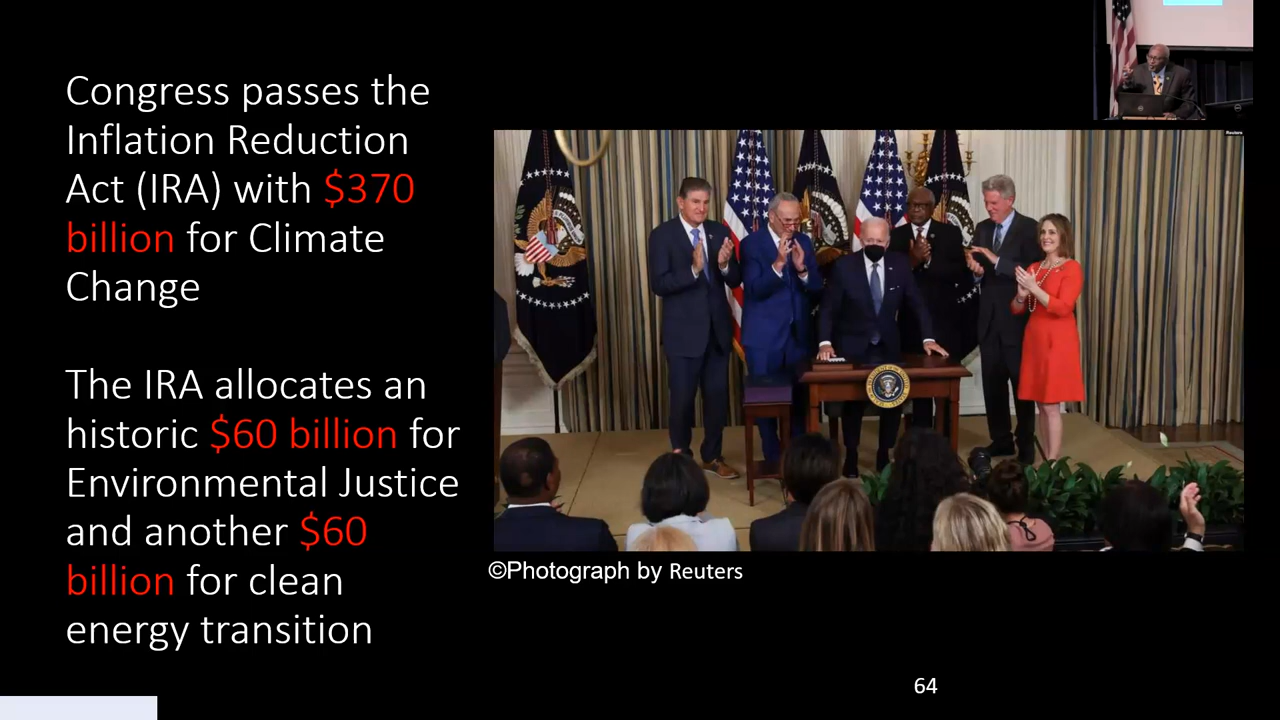 Congress passes the
Inflation Reduction
Act (IRA) with $370
billion for Climate
Change
The IRA allocates an
historic $60 billion for
Environmental Justice
and another $60
billion for clean
energy transition
Reuters
©Photograph by Reuters
64